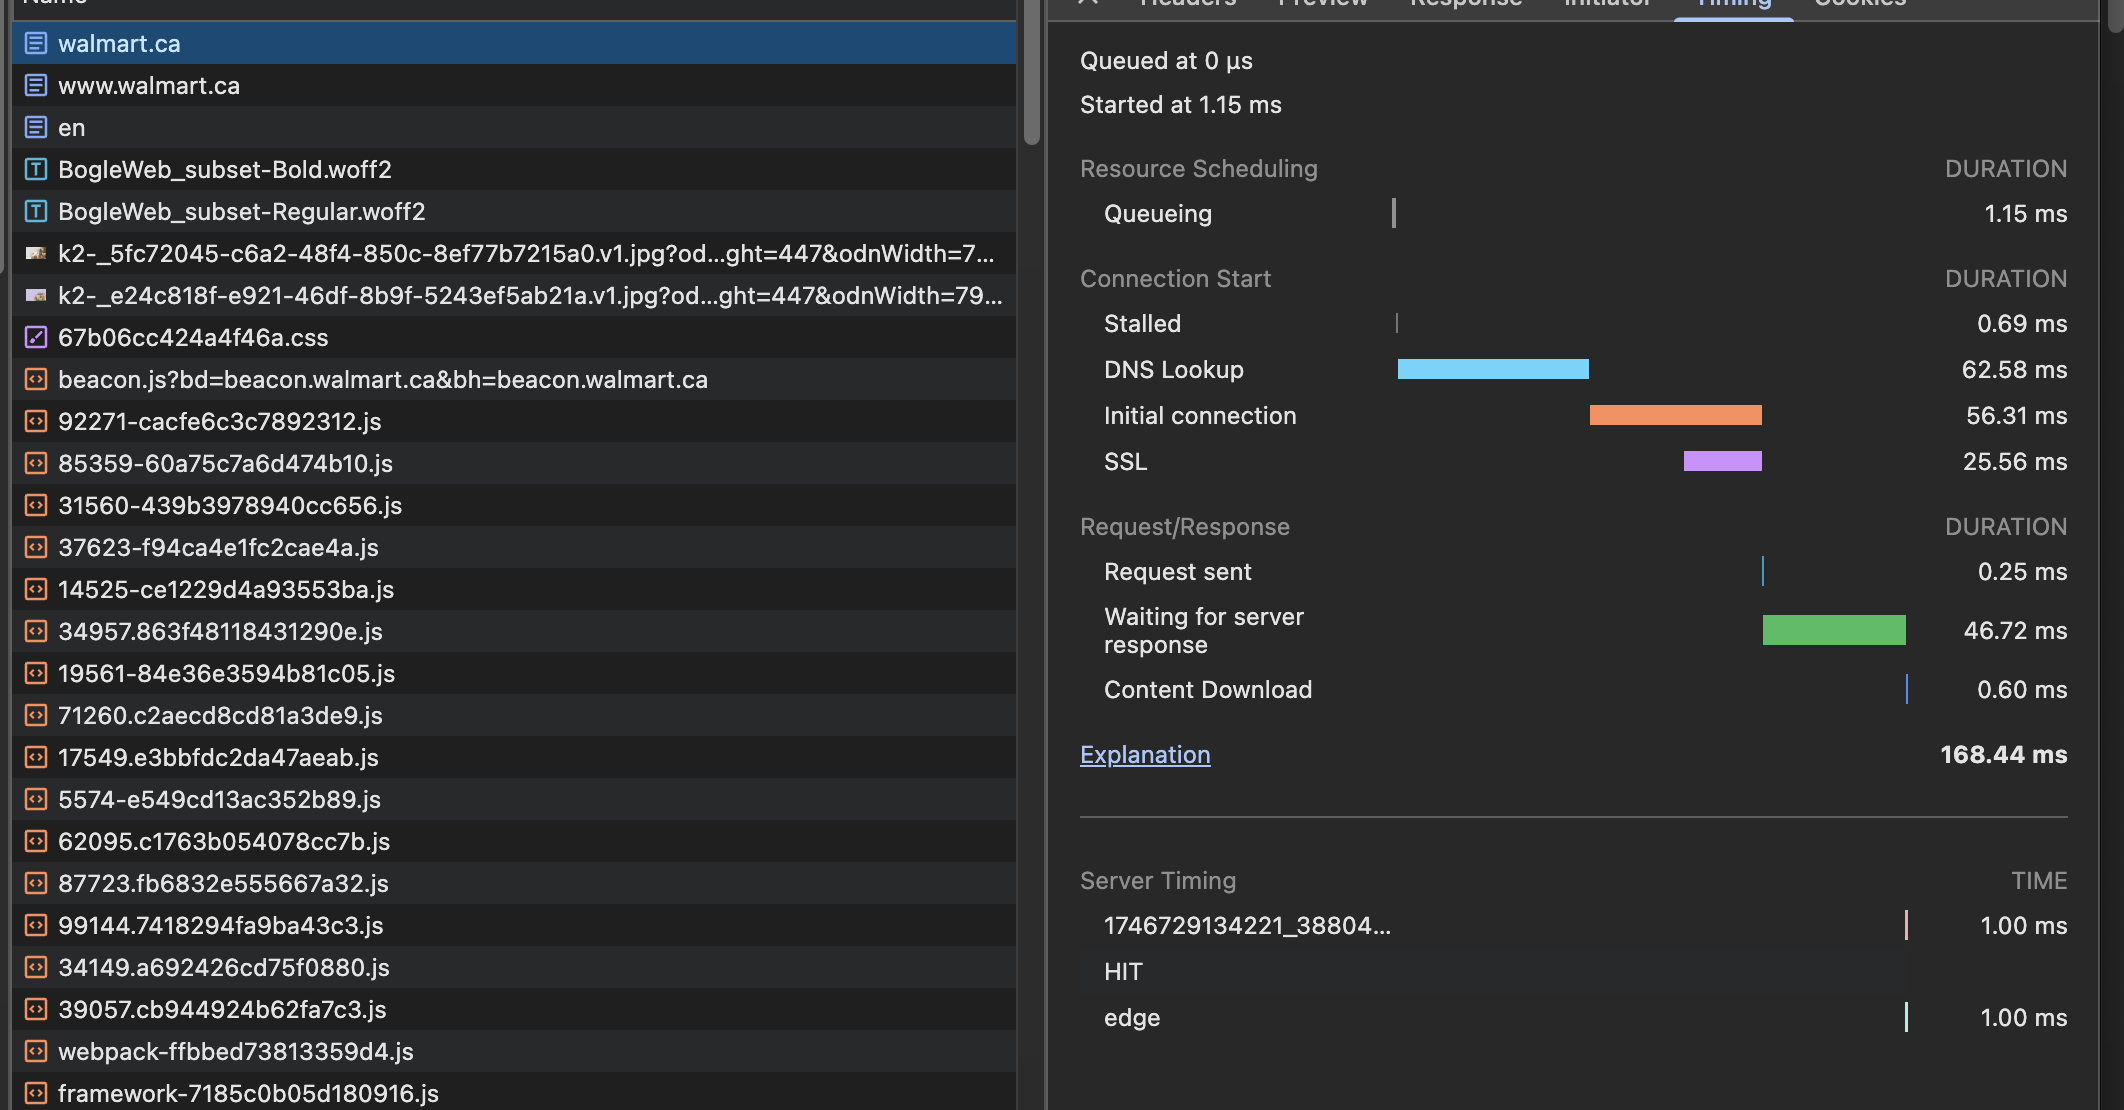 Name
walmart.ca
www.walmart.ca
en
BogleWeb_subset-Bold.woff2
BogleWeb_subset-Regular.woff2
k2-_5fc72045-c6a2-48f4-850c-8ef77b7215a0.v1.jpg?od...ght=447&odnWidth=7...
k2-_e24c818f-e921-46df-8b9f-5243ef5ab21a.v1.jpg?od...ght=447&odnWidth=79...
67b06cc424a4f46a.css
beacon.js?bd=beacon.walmart.ca&bh=beacon.walmart.ca
92271-cacfe6c3c7892312.js
85359-60a75c7a6d474b10.js
31560-439b3978940cc656.js
37623-f94ca4e1fc2cae4a.js
14525-ce1229d4a93553ba.js
34957.863f48118431290e.js
19561-84e36e3594b81c05.js
71260.c2aecd8cd81a3de9.js
17549.e3bbfdc2da47aeab.js
5574-e549cd13ac352b89.js
62095.c1763b054078cc7b.js
87723.fb6832e555667a32.js
99144.7418294fa9ba43c3.js
34149.a692426cd75f0880.js
39057.cb944924b62fa7c3.js
webpack-ffbbed73813359d4.js
framework-7185c0b05d180916.js
Headers Preview Response Initiator Timing Cookies
Queued at 0 μs
Started at 1.15 ms
Resource Scheduling DURATION
Queueing 1.15 ms
Connection Start DURATION
Stalled 0.69 ms
DNS Lookup 62.58 ms
Initial connection 56.31 ms
SSL 25.56 ms
Request/Response DURATION
Request sent 0.25 ms
Waiting for server
response 46.72 ms
Content Download 0.60 ms
Explanation 168.44 ms
Server Timing TIME
1746729134221_38804... 1.00 ms
HIT
edge 1.00 ms